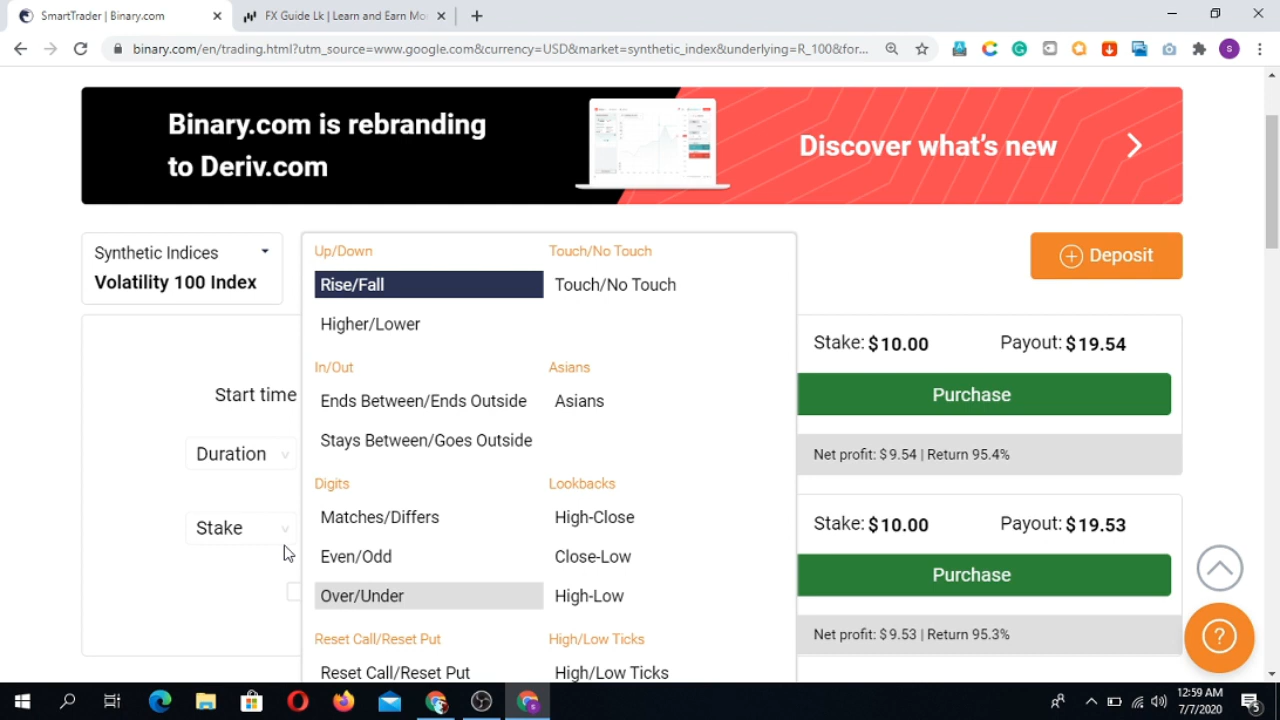 SmartTrader | Binary.com
FX Guide Lk | Learn and Earn Mo
binary.com/en/trading.html?utm_source=www.google.com&currency=USD&market=synthetic_index&underlying=R_100&for...
Binary.com is rebranding
to Deriv.com
Discover what's new
Synthetic Indices
Volatility 100 Index
Up/Down
Touch/No Touch
Deposit
Rise/Fall
Touch/No Touch
Higher/Lower
Stake: $10.00
Payout: $19.54
In/Out
Asians
Start time
Ends Between/Ends Outside
Asians
Purchase
Stays Between/Goes Outside
Duration
Net profit: $9.54 | Return 95.4%
Digits
Lookbacks
Matches/Differs
High-Close
Stake
Stake: $10.00
Payout: $19.53
Even/Odd
Close-Low
Purchase
Over/Under
High-Low
Reset Call/Reset Put
High/Low Ticks
Net profit: $9.53 | Return 95.3%
Reset Call/Reset Put
High/Low Ticks
12:59 AM
7/7/2020